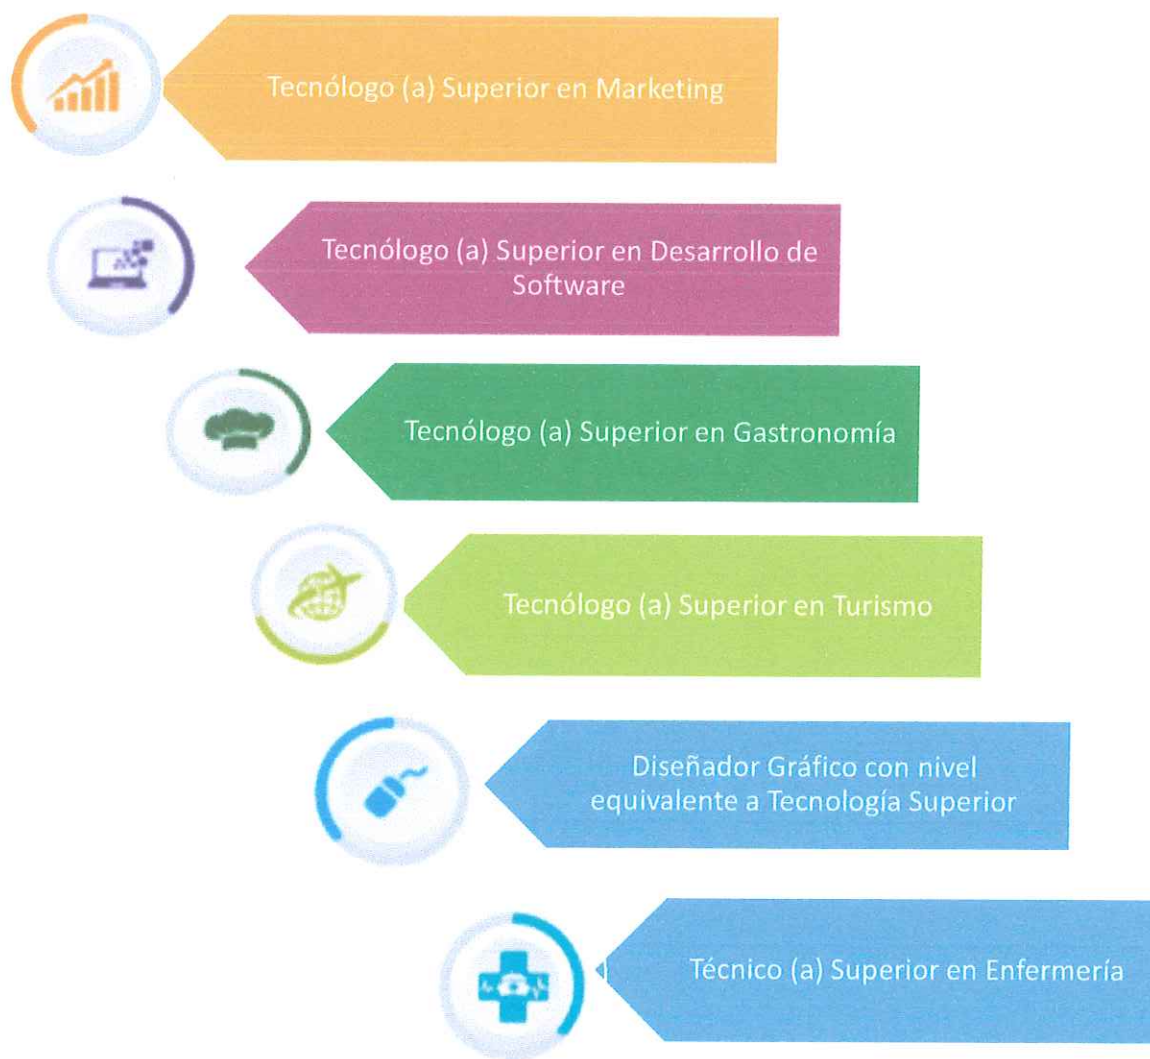 Tecnólogo (a) Superior en Marketing
Tecnólogo (a) Superior en Desarrollo de
Software
Tecnólogo (a) Superior en Gastronomía
Tecnólogo (a) Superior en Turismo
Diseñador Gráfico con nivel
equivalente a Tecnología Superior
Técnico (a) Superior en Enfermería